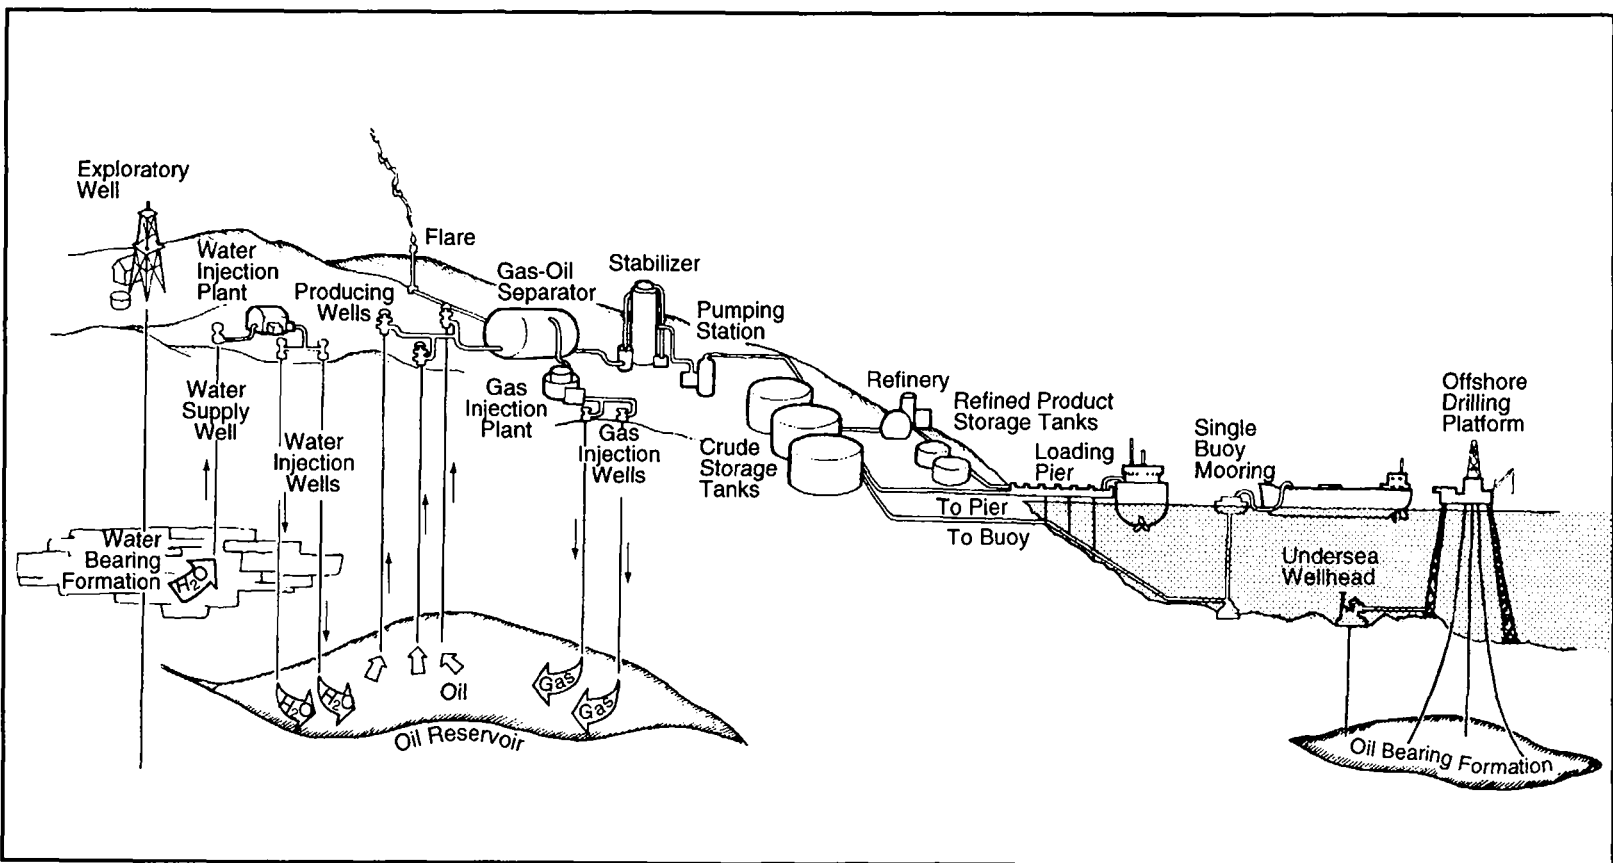 Exploratory
Well
Water
Injection
Plant
Flare
Producing
Wells
Gas-Oil
Separator
Stabilizer
Pumping
Station
Water
Supply
Well
Water
Injection
Wells
Gas
Injection
Plant
Gas
Injection
Wells
Crude
Storage
Tanks
Refinery
Refined Product
Storage Tanks
Loading
Pier
Single
Buoy
Mooring
Offshore
Drilling
Platform
To Pier
To Buoy
Undersea
Wellhead
Water
Bearing
Formation
H2O
H2O
H2O
Oil
Gas
Gas
Oil Reservoir
Oil Bearing Formation